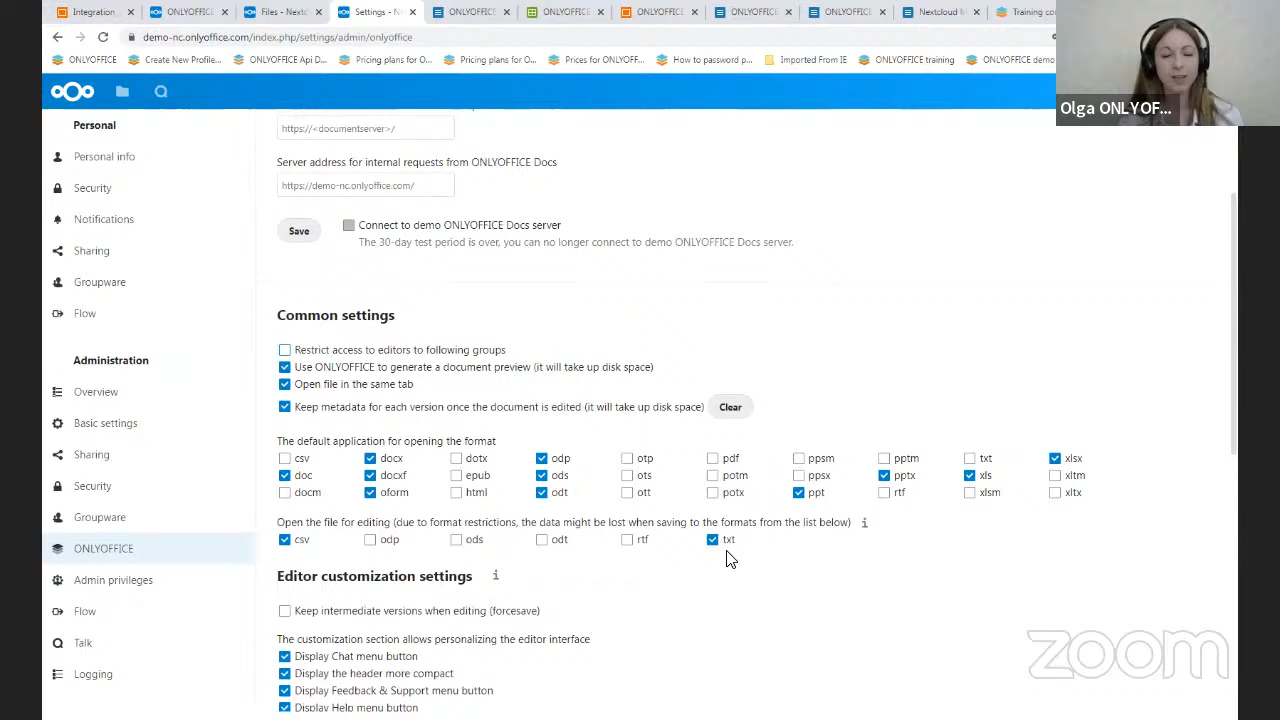 Integration
ONLYOFFICE
Files - Nextc
Settings - N
ONLYOFFICE
ONLYOFFICE
ONLYOFFICE
ONLYOFFICE
ONLYOFFICE
Nextcloud M
Training co
demo-nc.onlyoffice.com/index.php/settings/admin/onlyoffice
ONLYOFFICE
Create New Profile...
ONLYOFFICE Api D...
Pricing plans for O...
Pricing plans for O...
Prices for ONLYOFF...
How to password p...
Imported From IE
ONLYOFFICE training
ONLYOFFICE demo
Olga ONLYOF...
Personal
Personal info
Security
Notifications
Sharing
Groupware
Flow
Administration
Overview
Basic settings
Sharing
Security
Groupware
ONLYOFFICE
Admin privileges
Flow
Talk
Logging
https://<documentserver>/
Server address for internal requests from ONLYOFFICE Docs
https://demo-nc.onlyoffice.com/
Save
Connect to demo ONLYOFFICE Docs server
The 30-day test period is over, you can no longer connect to demo ONLYOFFICE Docs server.
Common settings
Restrict access to editors to following groups
Use ONLYOFFICE to generate a document preview (it will take up disk space)
Open file in the same tab
Keep metadata for each version once the document is edited (it will take up disk space) Clear
The default application for opening the format
csv docx dotx odp otp pdf ppsm pptm txt xlsx
doc docxf epub ods ots potm ppsx pptx xls xltm
docm oform html odt ott potx ppt rtf xlsm xltx
Open the file for editing (due to format restrictions, the data might be lost when saving to the formats from the list below) i
csv odp ods odt rtf txt
Editor customization settings i
Keep intermediate versions when editing (forcesave)
The customization section allows personalizing the editor interface
Display Chat menu button
Display the header more compact
Display Feedback & Support menu button
Display Help menu button
zoom